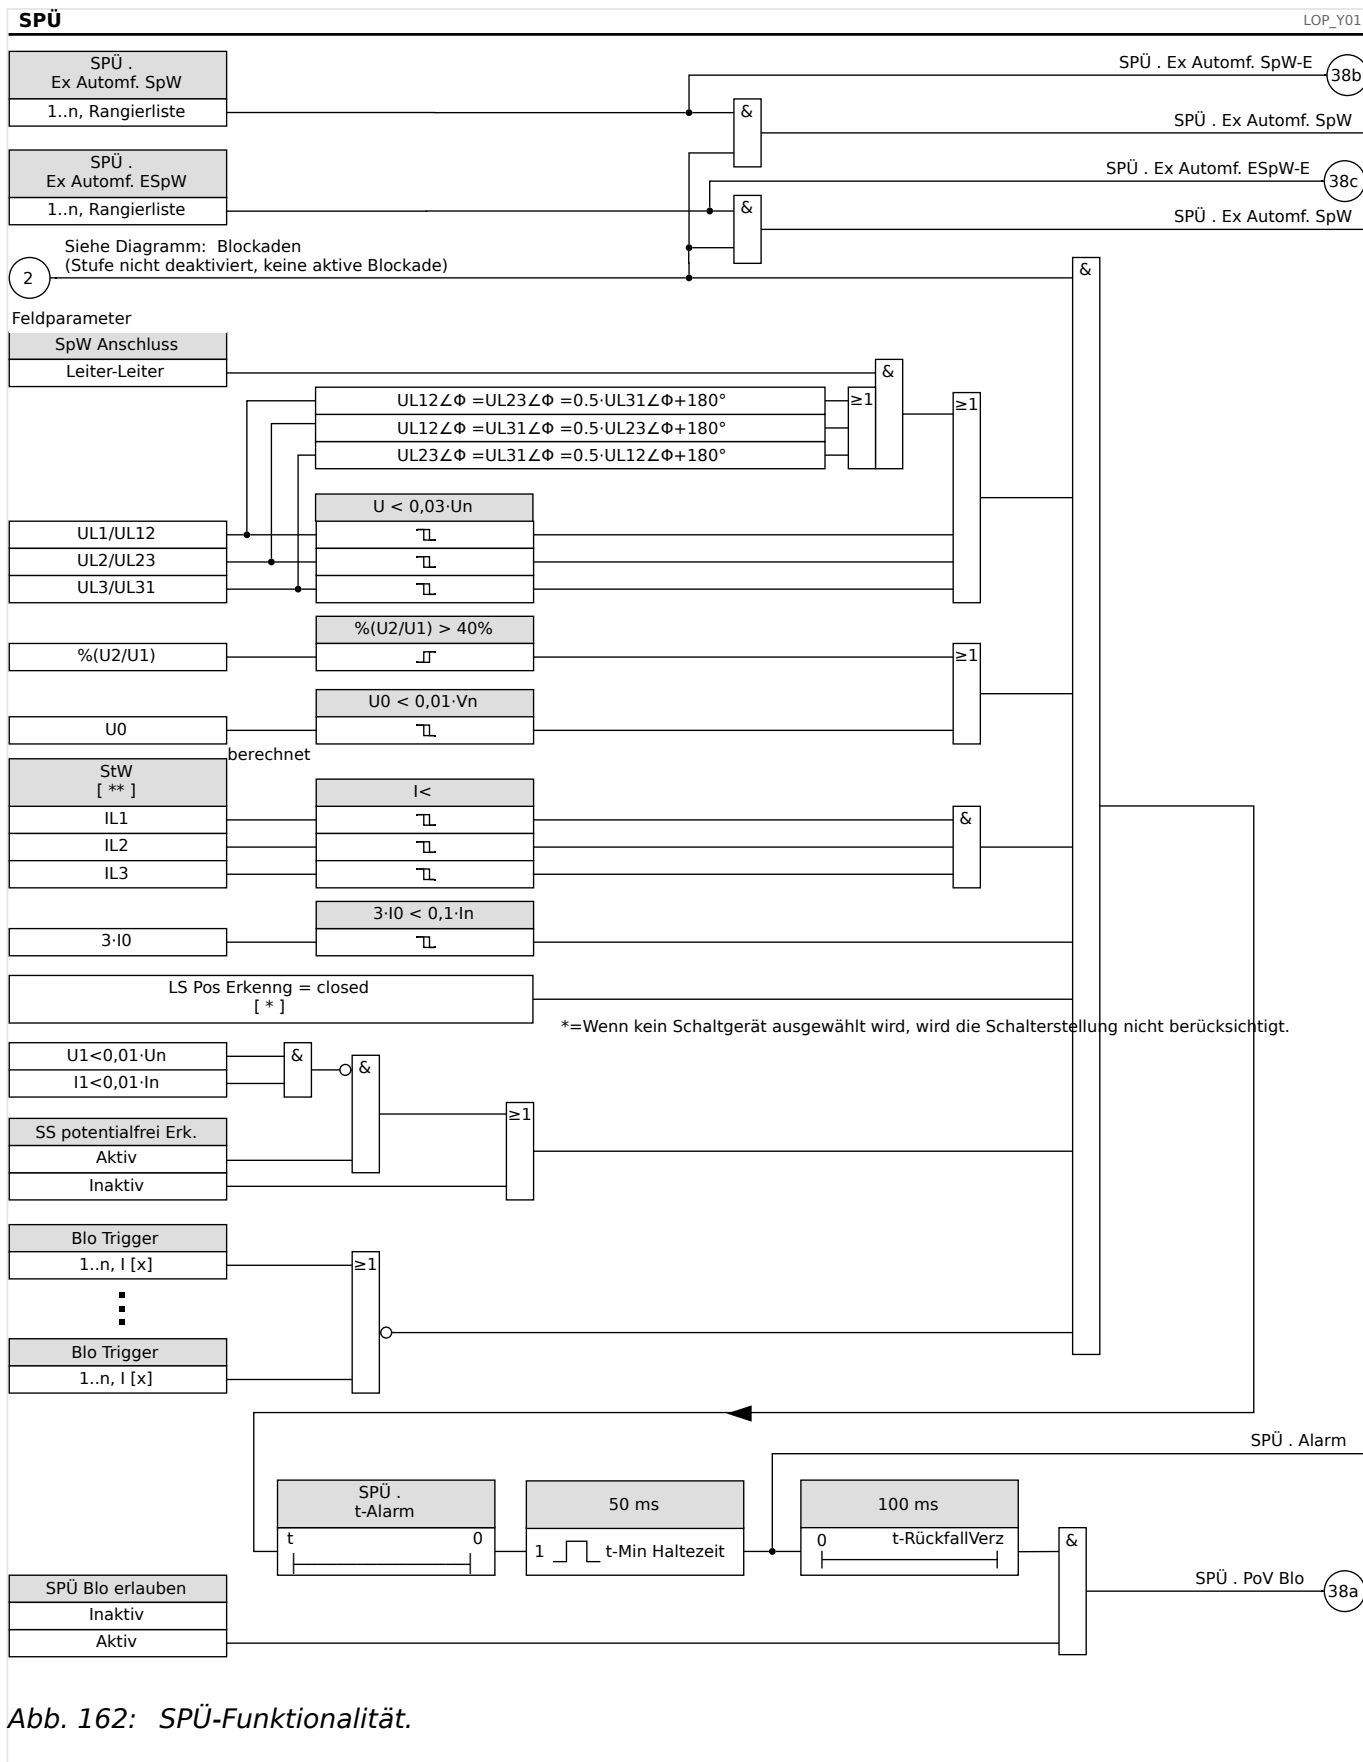 SPÜ
LOP_Y01
SPÜ .
Ex Automf. SpW
1..n, Rangierliste
SPÜ . Ex Automf. SpW-E
38b
&
SPÜ . Ex Automf. SpW
SPÜ .
Ex Automf. ESpW
1..n, Rangierliste
SPÜ . Ex Automf. ESpW-E
38c
&
SPÜ . Ex Automf. SpW
Siehe Diagramm: Blockaden
(Stufe nicht deaktiviert, keine aktive Blockade)
2
&
Feldparameter
SpW Anschluss
Leiter-Leiter
&
UL12∠Φ =UL23∠Φ =0.5·UL31∠Φ+180°
UL12∠Φ =UL31∠Φ =0.5·UL23∠Φ+180°
UL23∠Φ =UL31∠Φ =0.5·UL12∠Φ+180°
≥1
≥1
U < 0,03·Un
UL1/UL12
UL2/UL23
UL3/UL31
%(U2/U1) > 40%
%(U2/U1)
≥1
U0 < 0,01·Vn
U0
berechnet
StW
[ ** ]
I<
IL1
IL2
IL3
&
3·I0 < 0,1·In
3·I0
LS Pos Erkenng = closed
[ * ]
*=Wenn kein Schaltgerät ausgewählt wird, wird die Schalterstellung nicht berücksichtigt.
U1<0,01·Un
I1<0,01·In
&
&
SS potentialfrei Erk.
Aktiv
Inaktiv
≥1
Blo Trigger
1..n, I [x]
≥1
Blo Trigger
1..n, I [x]
SPÜ . Alarm
SPÜ .
t-Alarm
t
0
50 ms
1
t-Min Haltezeit
100 ms
0
t-RückfallVerz
&
SPÜ . PoV Blo
38a
SPÜ Blo erlauben
Inaktiv
Aktiv
Abb. 162: SPÜ-Funktionalität.